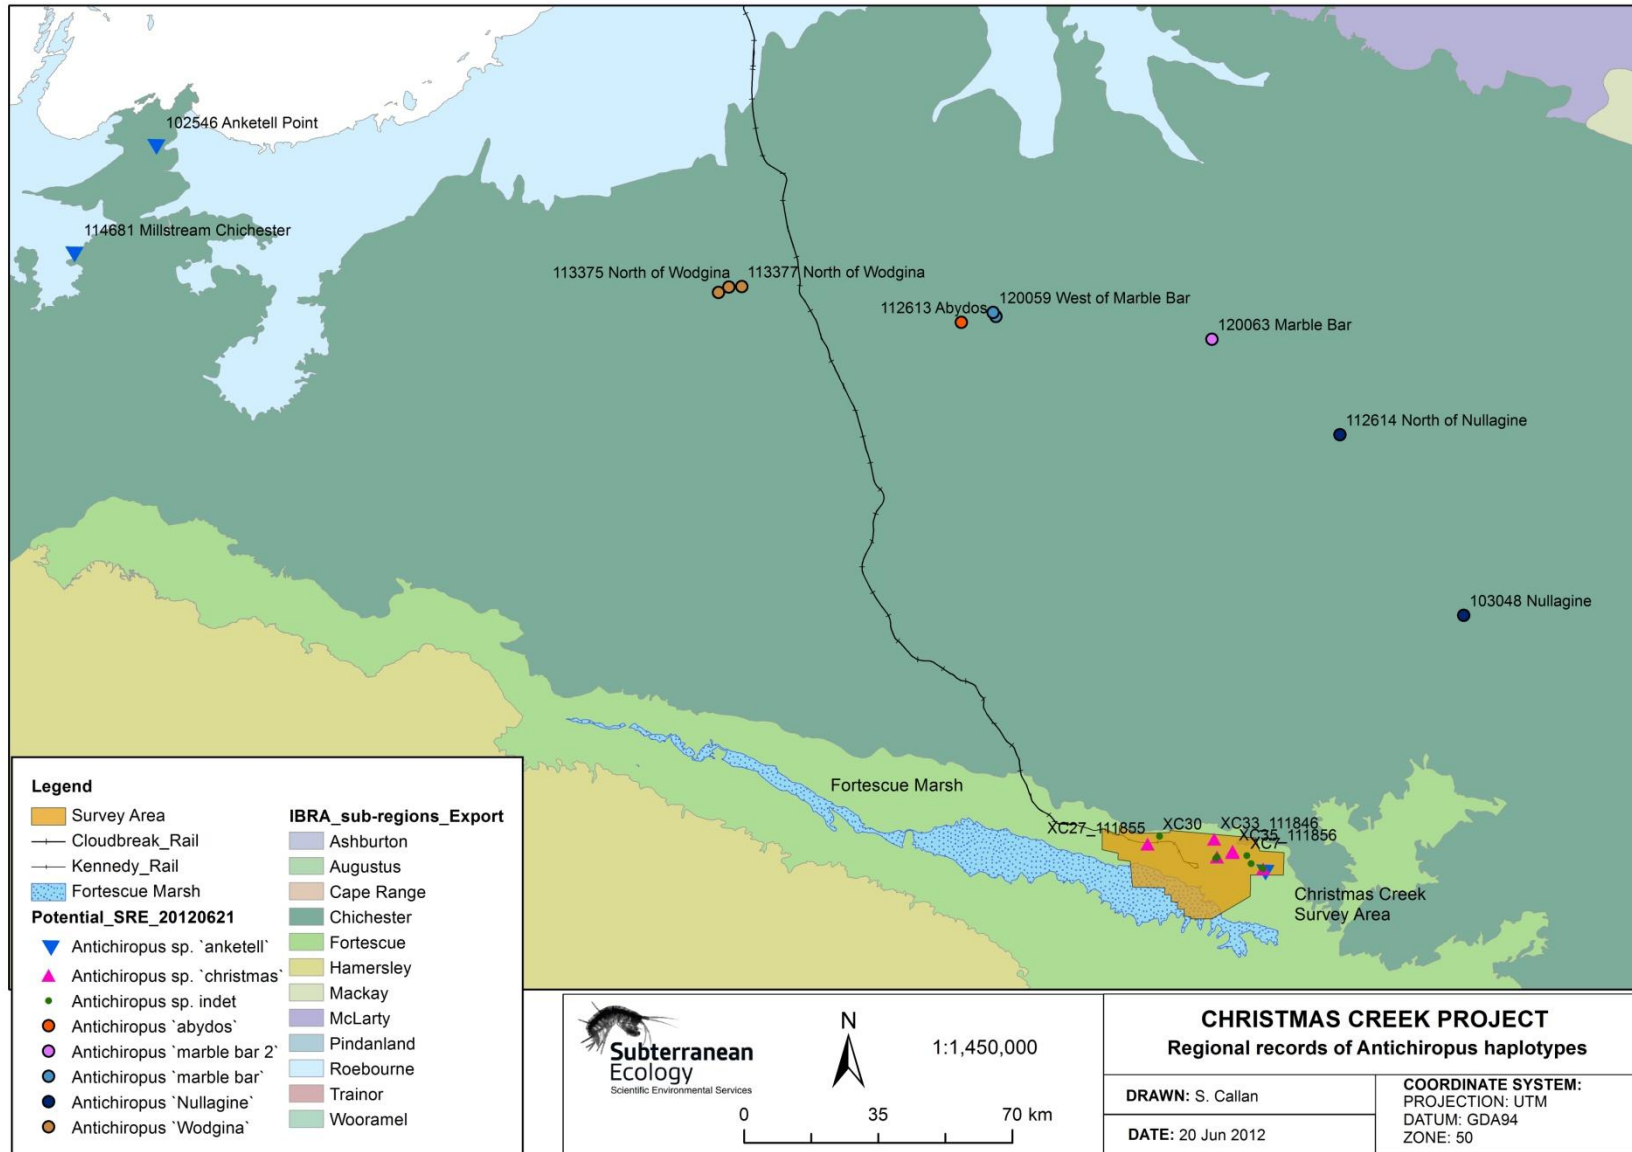 102546 Anketell Point
114681 Millstream Chichester
113375 North of Wodgina
113377 North of Wodgina
112613 Abydos
120059 West of Marble Bar
120063 Marble Bar
112614 North of Nullagine
103048 Nullagine
Fortescue Marsh
XC27_111855
XC30
XC33_111846
XC35_111856
XC7_
Christmas Creek
Survey Area
Legend
Survey Area
Cloudbreak_Rail
Kennedy_Rail
Fortescue Marsh
Potential_SRE_20120621
Antichiropus sp. `anketell`
Antichiropus sp. `christmas`
Antichiropus sp. indet
Antichiropus `abydos`
Antichiropus `marble bar 2`
Antichiropus `marble bar`
Antichiropus `Nullagine`
Antichiropus `Wodgina`
IBRA_sub-regions_Export
Ashburton
Augustus
Cape Range
Chichester
Fortescue
Hamersley
Mackay
McLarty
Pindanland
Roebourne
Trainor
Wooramel
Subterranean
Ecology
Scientific Environmental Services
N
1:1,450,000
0 35 70 km
CHRISTMAS CREEK PROJECT
Regional records of Antichiropus haplotypes
DRAWN: S. Callan
DATE: 20 Jun 2012
COORDINATE SYSTEM:
PROJECTION: UTM
DATUM: GDA94
ZONE: 50